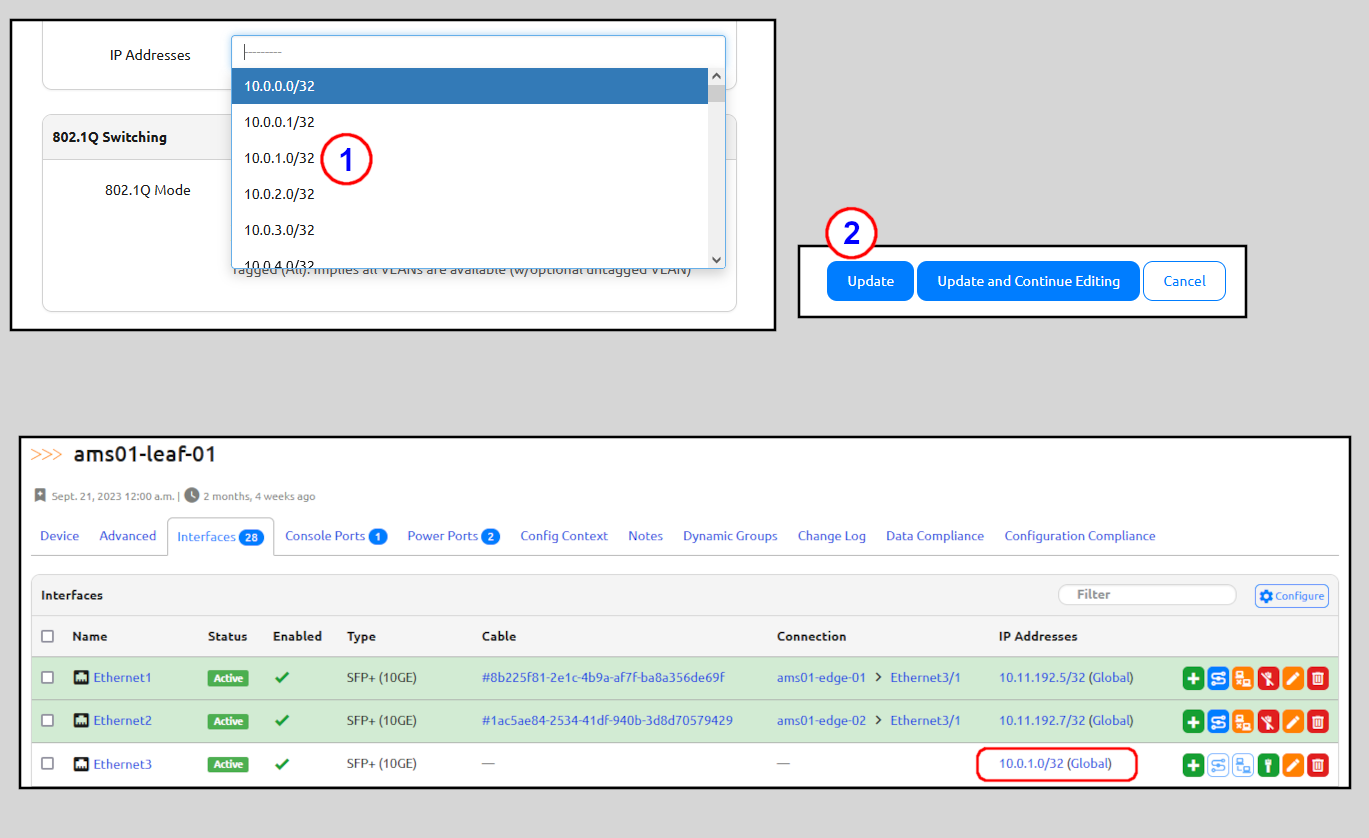 IP Addresses
---------
10.0.0.0/32
10.0.0.1/32
802.1Q Switching
10.0.1.0/32
1
802.1Q Mode
10.0.2.0/32
10.0.3.0/32
10.0.4.0/32
Tagged (All): Implies all VLANs are available (w/optional untagged VLAN)
2
Update
Update and Continue Editing
Cancel
>>> ams01-leaf-01
Sept. 21, 2023 12:00 a.m. | 2 months, 4 weeks ago
Device Advanced Interfaces 28 Console Ports 1 Power Ports 2 Config Context Notes Dynamic Groups Change Log Data Compliance Configuration Compliance
Interfaces Filter Configure
Name Status Enabled Type Cable Connection IP Addresses
Ethernet1 Active SFP+ (10GE) #8b225f81-2e1c-4b9a-af7f-ba8a356de69f ams01-edge-01 > Ethernet3/1 10.11.192.5/32 (Global)
Ethernet2 Active SFP+ (10GE) #1ac5ae84-2534-41df-940b-3d8d70579429 ams01-edge-02 > Ethernet3/1 10.11.192.7/32 (Global)
Ethernet3 Active SFP+ (10GE) — — 10.0.1.0/32 (Global)